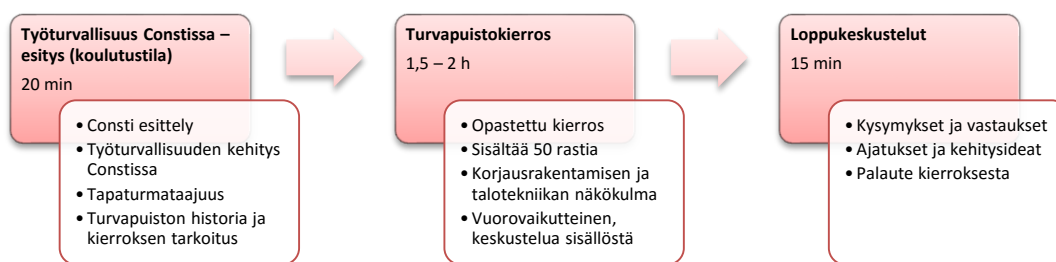 Työturvallisuus Constissa –
esitys (koulutustila)
20 min
• Consti esittely
• Työturvallisuuden kehitys
Constissa
• Tapaturmataajuus
• Turvapuiston historia ja
kierroksen tarkoitus
Turvapuistokierros
1,5 – 2 h
• Opastettu kierros
• Sisältää 50 rastia
• Korjausrakentamisen ja
talotekniikan näkökulma
• Vuorovaikutteinen,
keskustelua sisällöstä
Loppukeskustelut
15 min
• Kysymykset ja vastaukset
• Ajatukset ja kehitysideat
• Palaute kierroksesta